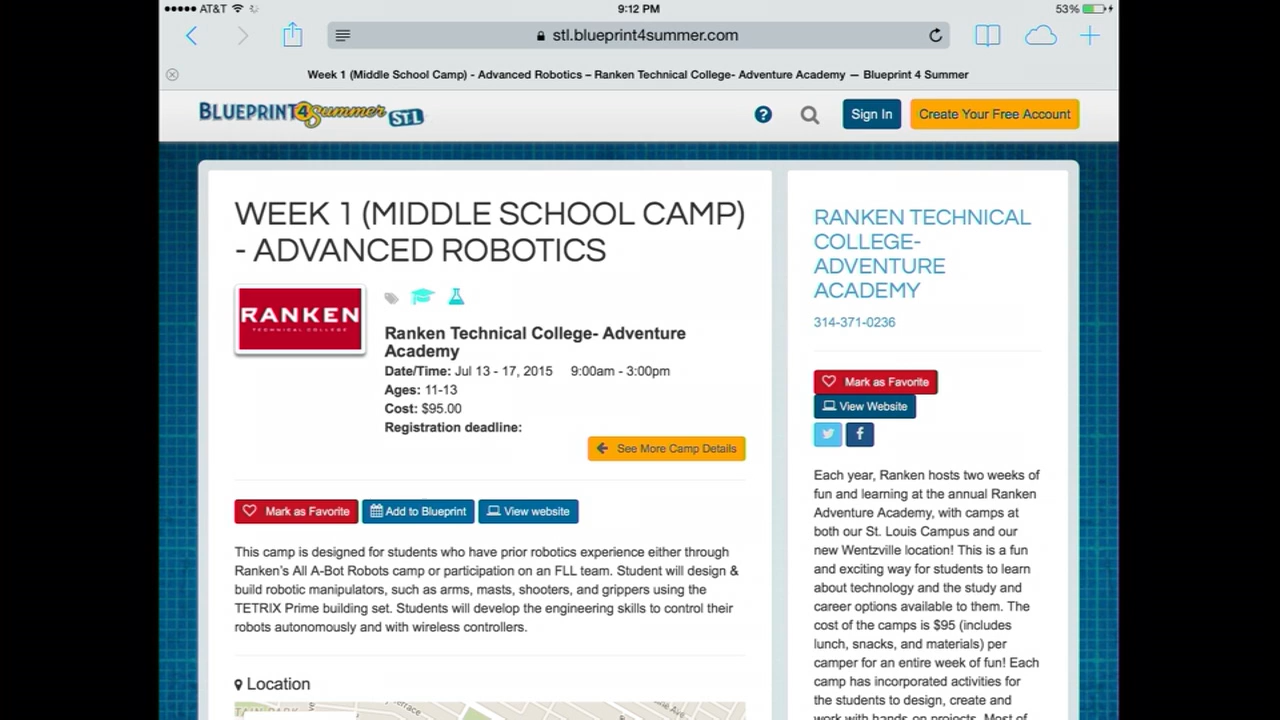 AT&T
9:12 PM
53%
stl.blueprint4summer.com
Week 1 (Middle School Camp) - Advanced Robotics – Ranken Technical College- Adventure Academy — Blueprint 4 Summer
BLUEPRINT4Summer STL
?
Sign In
Create Your Free Account
WEEK 1 (MIDDLE SCHOOL CAMP)
- ADVANCED ROBOTICS
RANKEN
TECHNICAL COLLEGE
Ranken Technical College- Adventure
Academy
Date/Time: Jul 13 - 17, 2015 9:00am - 3:00pm
Ages: 11-13
Cost: $95.00
Registration deadline:
See More Camp Details
Mark as Favorite
Add to Blueprint
View website
This camp is designed for students who have prior robotics experience either through
Ranken's All A-Bot Robots camp or participation on an FLL team. Student will design &
build robotic manipulators, such as arms, masts, shooters, and grippers using the
TETRIX Prime building set. Students will develop the engineering skills to control their
robots autonomously and with wireless controllers.
Location
RANKEN TECHNICAL
COLLEGE-
ADVENTURE
ACADEMY
314-371-0236
Mark as Favorite
View Website
Each year, Ranken hosts two weeks of
fun and learning at the annual Ranken
Adventure Academy, with camps at
both our St. Louis Campus and our
new Wentzville location! This is a fun
and exciting way for students to learn
about technology and the study and
career options available to them. The
cost of the camps is $95 (includes
lunch, snacks, and materials) per
camper for an entire week of fun! Each
camp has incorporated activities for
the students to design, create and
work with hands on projects. Most of